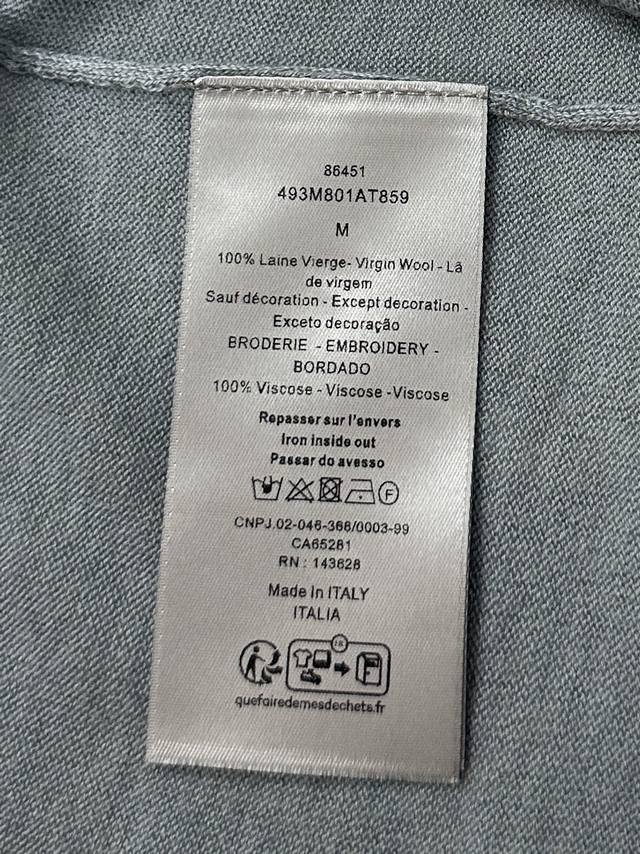 86451
493M801AT859
M
100% Laine Vierge- Virgin Wool - Lã
de virgem
Sauf décoration - Except decoration -
Exceto decoração
BRODERIE - EMBROIDERY -
BORDADO
100% Viscose - Viscose -Viscose
Repasser sur l'envers
Iron inside out
Passar do avesso
F
CNPJ.02-046-366/0003-99
CA65281
RN : 143628
Made In ITALY
ITALIA
quefairedemesdechets.fr